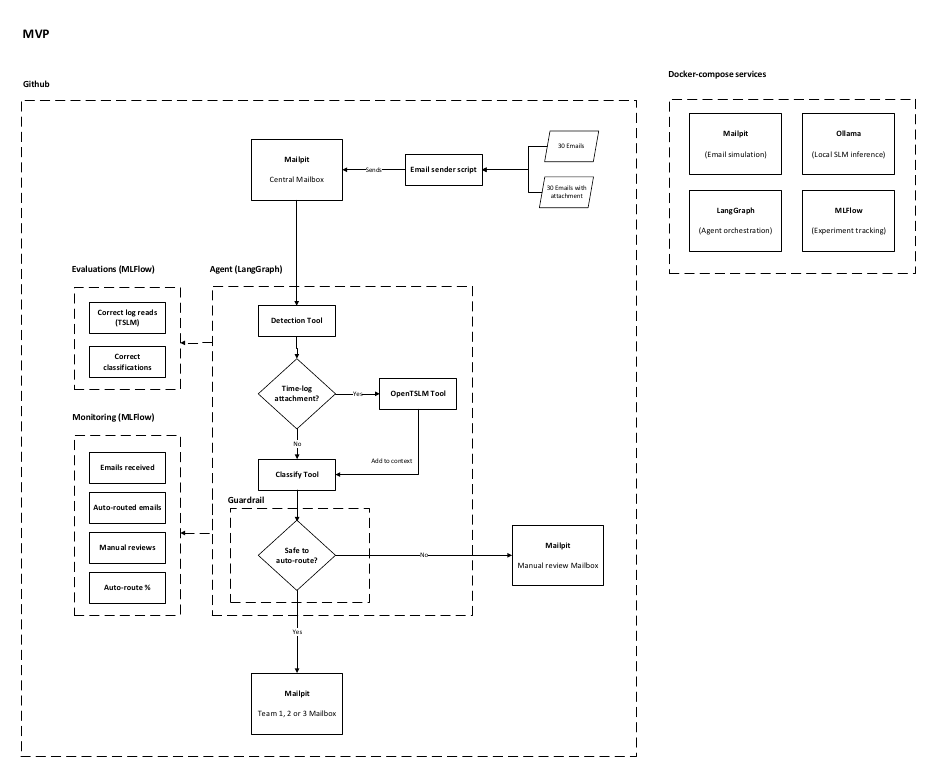 MVP
Github
Docker-compose services
Mailpit
Central Mailbox
Sends
Email sender script
30 Emails
30 Emails with
attachment
Mailpit
(Email simulation)
Ollama
(Local SLM inference)
LangGraph
(Agent orchestration)
MLFlow
(Experiment tracking)
Evaluations (MLFlow)
Correct log reads
(TSLM)
Correct
classifications
Agent (LangGraph)
Detection Tool
Time-log
attachment?
Yes
OpenTSLM Tool
No
Add to context
Classify Tool
Monitoring (MLFlow)
Emails received
Auto-routed emails
Manual reviews
Auto-route %
Guardrail
Safe to
auto-route?
No
Mailpit
Manual review Mailbox
Yes
Mailpit
Team 1, 2 or 3 Mailbox